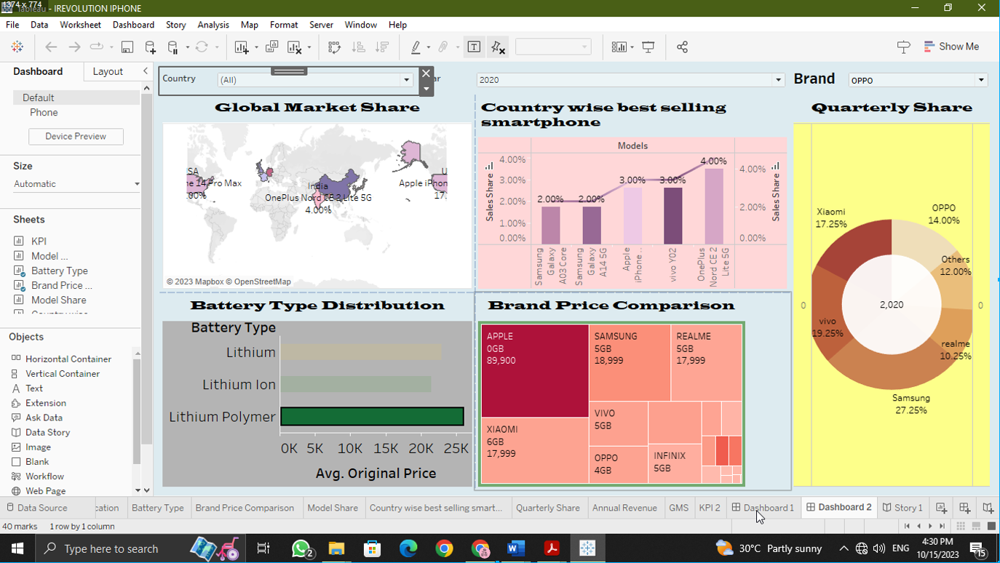 1374 x 774
Tableau - IREVOLUTION IPHONE
File Data Worksheet Dashboard Story Analysis Map Format Server Window Help
Show Me
Dashboard Layout
Default
Phone
Device Preview
Size
Automatic
Sheets
KPI
Model ...
Battery Type
Brand Price ...
Model Share
Objects
Horizontal Container
Vertical Container
Text
Extension
Ask Data
Data Story
Image
Blank
Workflow
Web Page
Country (All)
ar 2020
Brand OPPO
Global Market Share
SA
ne 14 Pro Max
.00%
India
OnePlus Nord CE 2 Lite 5G
4.00%
U
Apple iPhon
17.
© 2023 Mapbox © OpenStreetMap
Country wise best selling
smartphone
Models
Sales Share
4.00%
3.00%
2.00%
1.00%
0.00%
2.00% 2.00% 3.00% 3.00% 4.00%
4.00%
2.00%
0.00%
Sales Share
Samsung
Galaxy
A03 Core
Samsung
Galaxy
A14 5G
Apple
iPhone ..
vivo Y02
OnePlus
Nord CE 2
Lite 5G
Quarterly Share
Xiaomi
17.25%
OPPO
14.00%
Others
12.00%
0 2,020 0
vivo
19.25%
realme
10.25%
Samsung
27.25%
Battery Type Distribution
Battery Type
Lithium
Lithium Ion
Lithium Polymer
0K 5K 10K 15K 20K 25K
Avg. Original Price
Brand Price Comparison
APPLE
0GB
89,900
SAMSUNG
5GB
18,999
REALME
5GB
17,999
XIAOMI
6GB
17,999
VIVO
5GB
OPPO
4GB
INFINIX
5GB
Data Source cation Battery Type Brand Price Comparison Model Share Country wise best selling smart... Quarterly Share Annual Revenue GMS KPI 2 Dashboard 1 Dashboard 2 Story 1
40 marks 1 row by 1 column
Type here to search
2
30°C Partly sunny
ENG
4:30 PM
10/15/2023
15